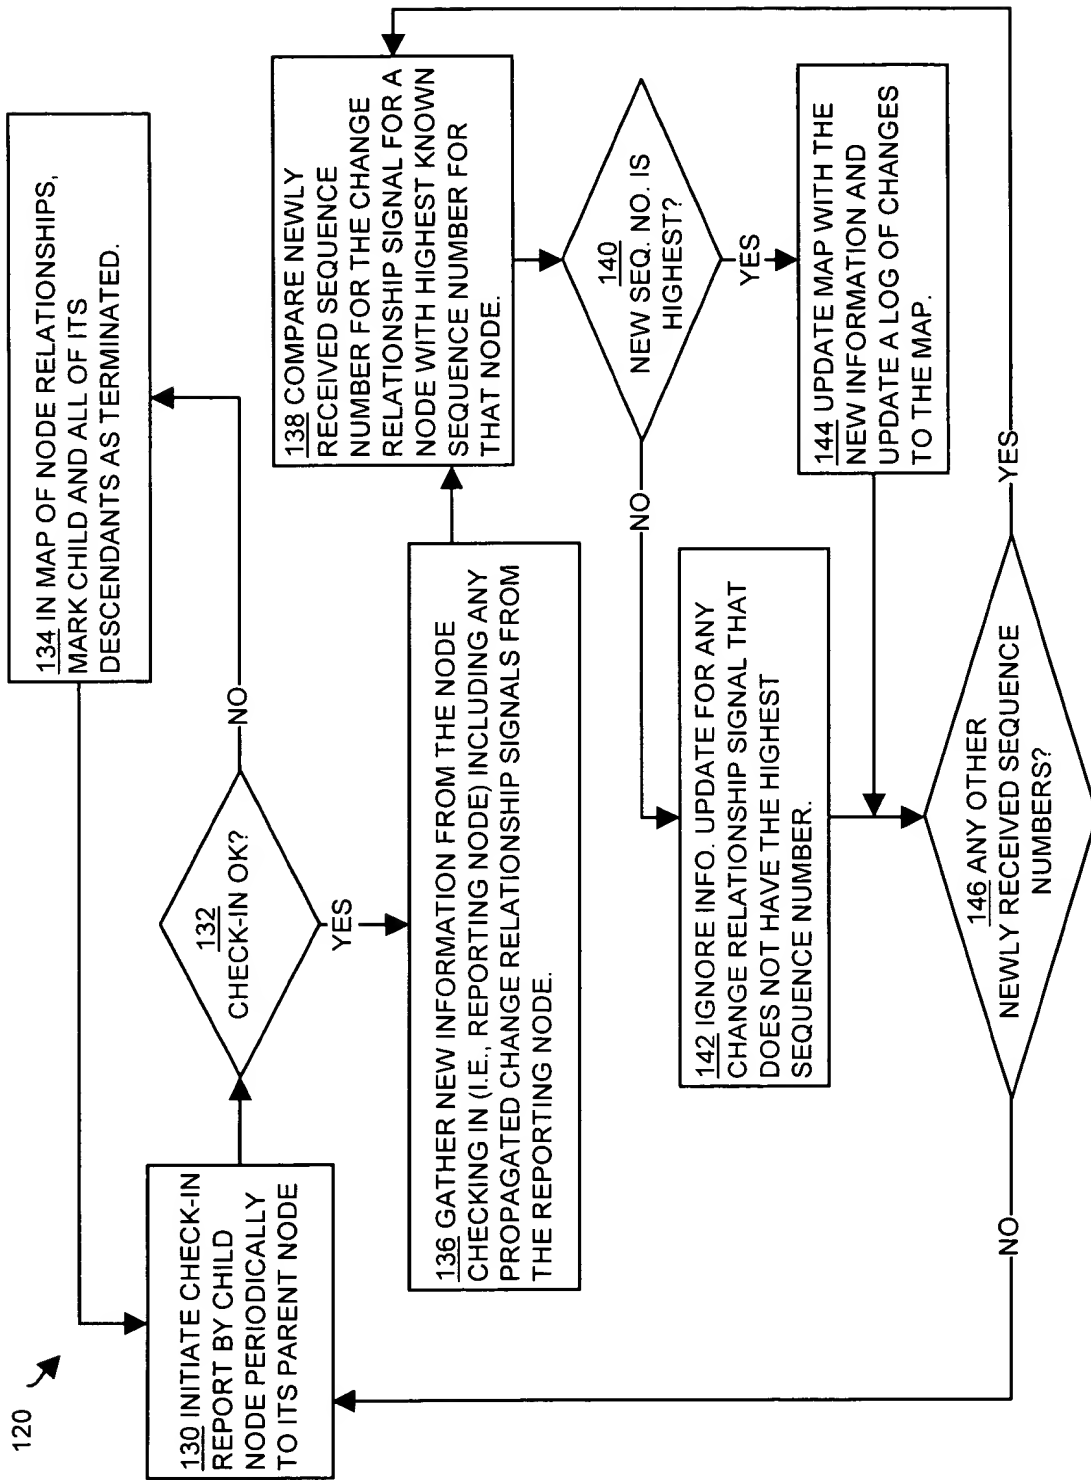 120
130 INITIATE CHECK-IN
REPORT BY CHILD
NODE PERIODICALLY
TO ITS PARENT NODE
132
CHECK-IN OK?
NO
YES
134 IN MAP OF NODE RELATIONSHIPS,
MARK CHILD AND ALL OF ITS
DESCENDANTS AS TERMINATED.
136 GATHER NEW INFORMATION FROM THE NODE
CHECKING IN (I.E., REPORTING NODE) INCLUDING ANY
PROPAGATED CHANGE RELATIONSHIP SIGNALS FROM
THE REPORTING NODE.
138 COMPARE NEWLY
RECEIVED SEQUENCE
NUMBER FOR THE CHANGE
RELATIONSHIP SIGNAL FOR A
NODE WITH HIGHEST KNOWN
SEQUENCE NUMBER FOR
THAT NODE.
140
NEW SEQ. NO. IS
HIGHEST?
NO
YES
142 IGNORE INFO. UPDATE FOR ANY
CHANGE RELATIONSHIP SIGNAL THAT
DOES NOT HAVE THE HIGHEST
SEQUENCE NUMBER.
144 UPDATE MAP WITH THE
NEW INFORMATION AND
UPDATE A LOG OF CHANGES
TO THE MAP.
146 ANY OTHER
NEWLY RECEIVED SEQUENCE
NUMBERS?
NO
YES